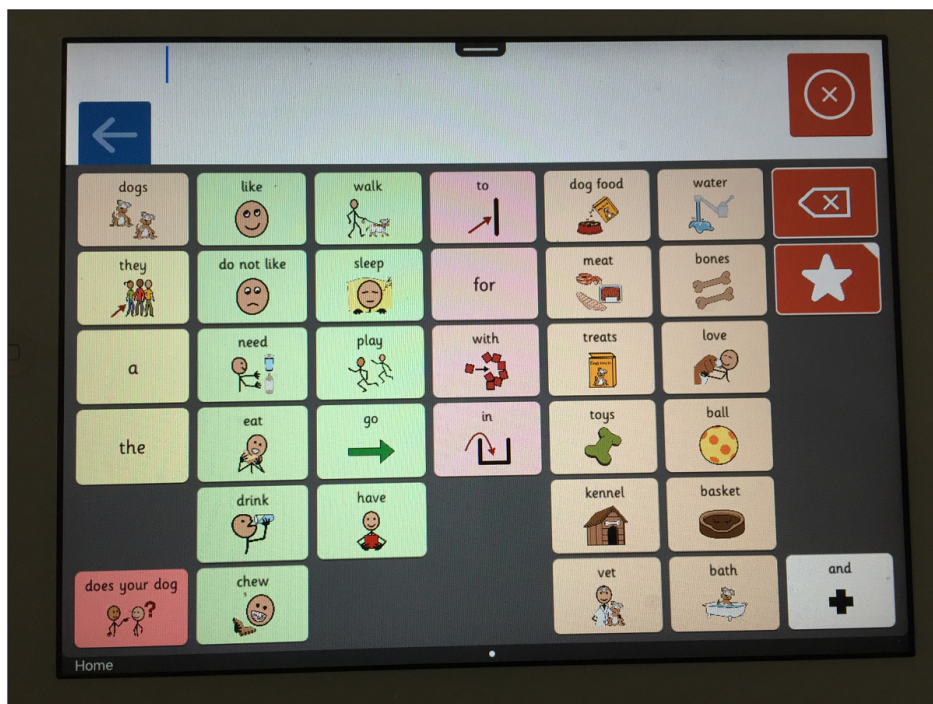 dogs like walk to dog food water
they do not like sleep for meat bones
a need play with treats love
the eat go in toys ball
drink have kennel basket
does your dog chew vet bath and
Home